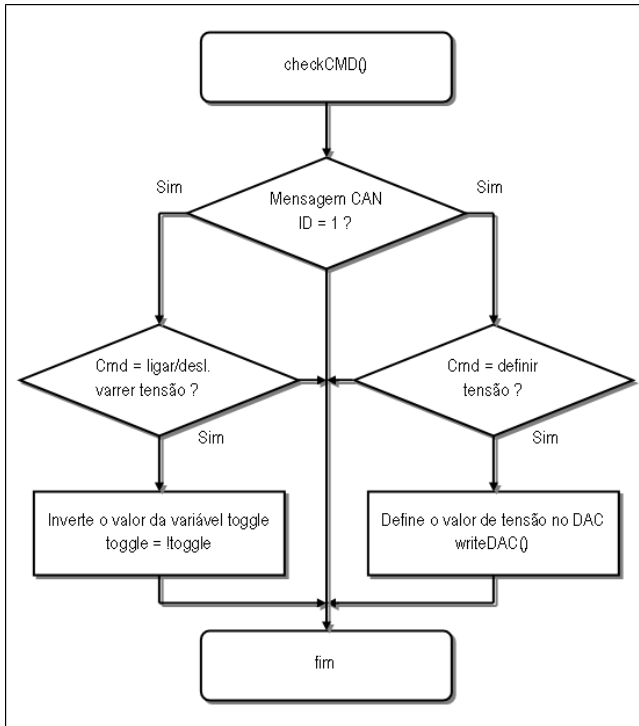 checkCMD()
Sim
Sim
Mensagem CAN
ID = 1 ?
Cmd = ligar/desl.
varrer tensão ?
Cmd = definir
tensão ?
Sim
Sim
Inverte o valor da variável toggle
toggle = !toggle
Define o valor de tensão no DAC
writeDAC()
fim